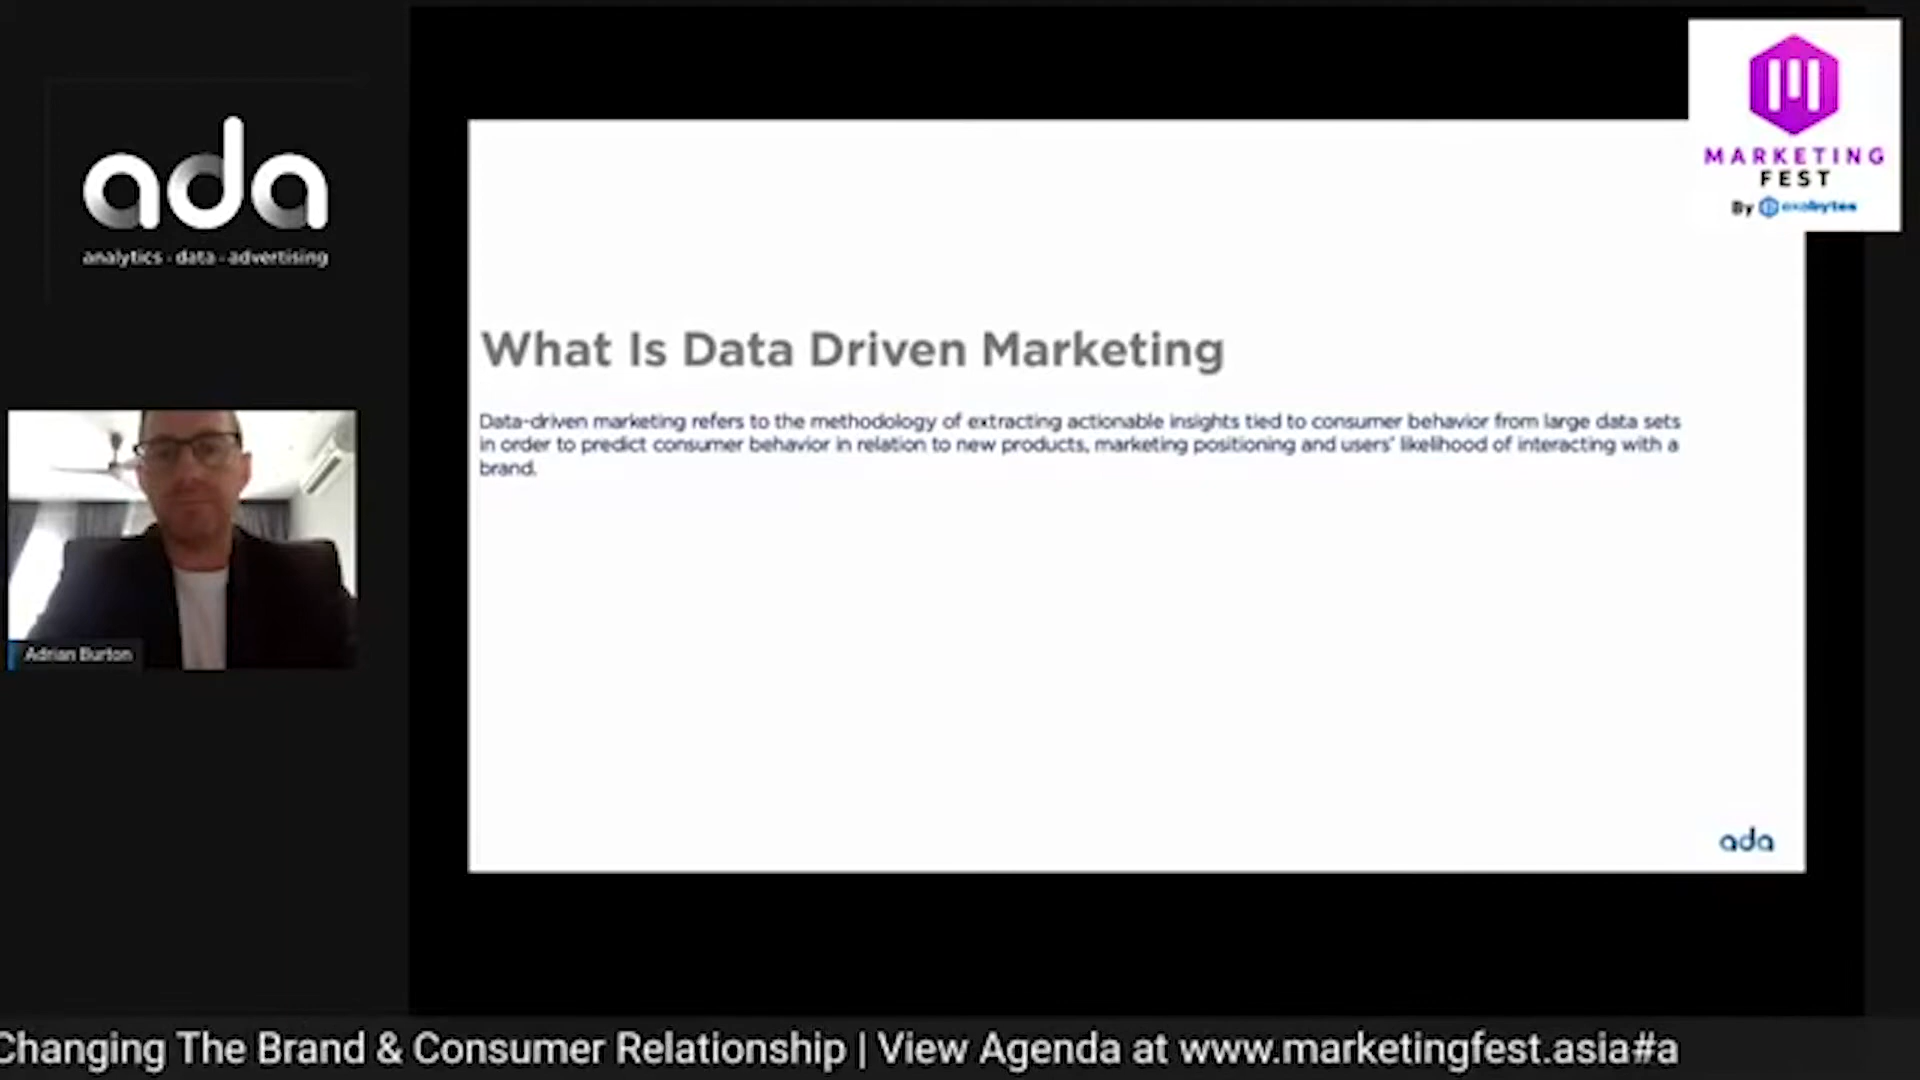 ada
analytics · data · advertising
MARKETING
FEST
By exabytes
What Is Data Driven Marketing
Data-driven marketing refers to the methodology of extracting actionable insights tied to consumer behavior from large data sets
in order to predict consumer behavior in relation to new products, marketing positioning and users' likelihood of interacting with a
brand.
Adrian Burton
ada
Changing The Brand & Consumer Relationship | View Agenda at www.marketingfest.asia#a